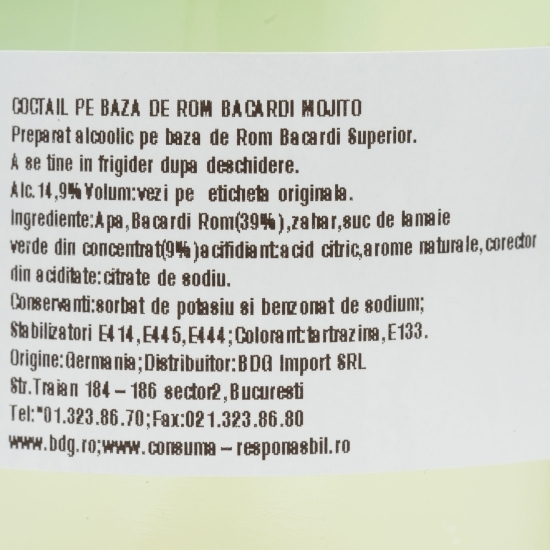 COCTAIL PE BAZA DE ROM BACARDI MOJITO
Preparat alcoolic pe baza de Rom Bacardi Superior.
A se tine in frigider dupa deschidere.
Alc.14,9% Volum:vezi pe eticheta originala.
Ingrediente:Apa,Bacardi Rom(39%),zahar,suc de lamaie
verde din concentrat(9%)acifidiant:acid citric,arome naturale,corector
din aciditate:citrate de sodiu.
Conservanti:sorbat de potasiu si benzonat de sodium;
Stabilizatori E414,E445,E444;Colorant:tartrazina,E133.
Origine:Germania;Distribuitor:BDG Import SRL
Str.Traian 184 – 186 sector2,Bucuresti
Tel:"01.323.86.70;Fax:021.323.86.80
www.bdg.ro;www.consuma – responasbil.ro